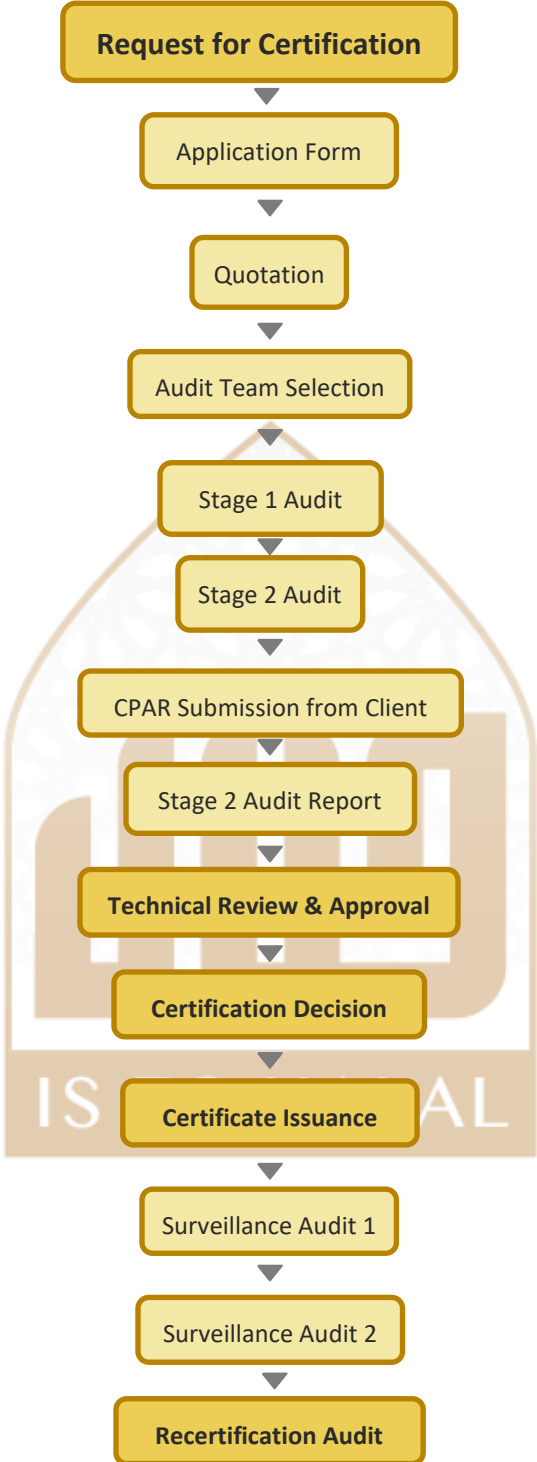 Request for Certification
Application Form
Quotation
Audit Team Selection
Stage 1 Audit
Stage 2 Audit
CPAR Submission from Client
Stage 2 Audit Report
Technical Review & Approval
Certification Decision
IS
AL
Certificate Issuance
Surveillance Audit 1
Surveillance Audit 2
Recertification Audit